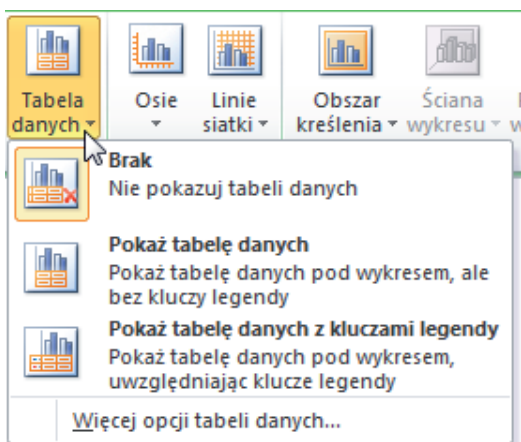 Tabela danych
Osie
Linie siatki
Obszar kreślenia
Ściana wykresu
Brak
Nie pokazuj tabeli danych
Pokaż tabelę danych
Pokaż tabelę danych pod wykresem, ale
bez kluczy legendy
Pokaż tabelę danych z kluczami legendy
Pokaż tabelę danych pod wykresem,
uwzględniając klucze legendy
Więcej opcji tabeli danych...